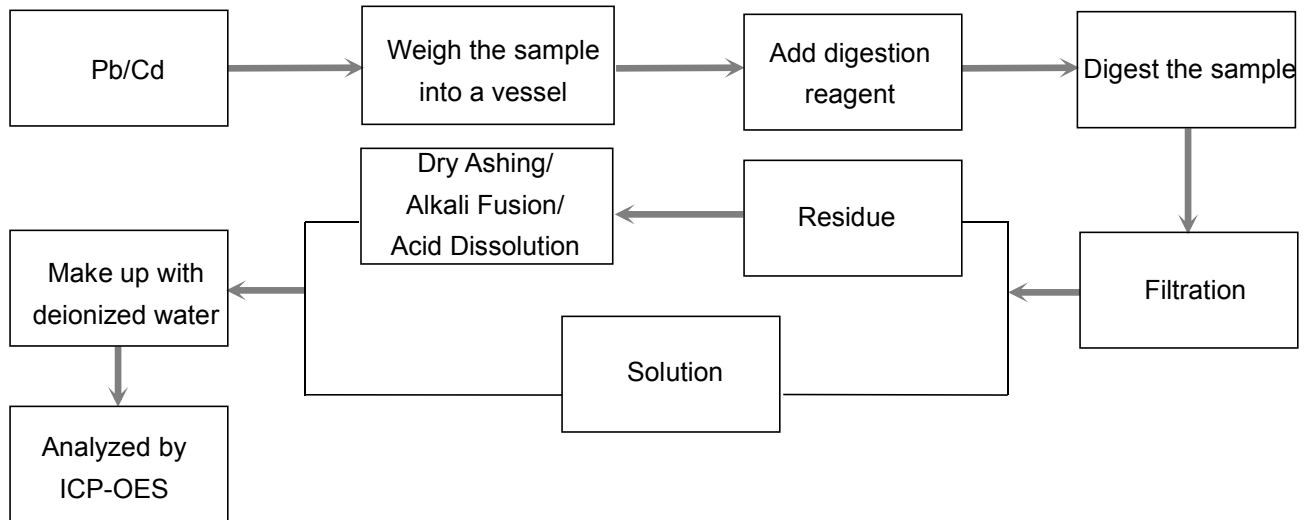 Pb/Cd
Weigh the sample
into a vessel
Add digestion
reagent
Digest the sample
Dry Ashing/
Alkali Fusion/
Acid Dissolution
Residue
Filtration
Make up with
deionized water
Solution
Analyzed by
ICP-OES